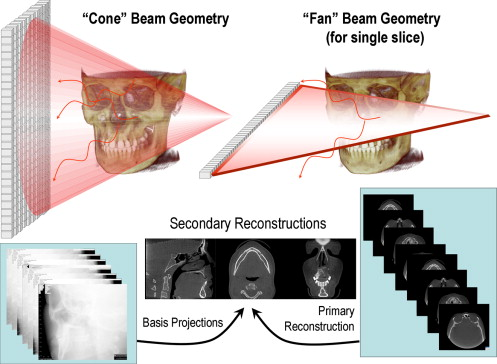 “Cone” Beam Geometry
“Fan” Beam Geometry
(for single slice)
Secondary Reconstructions
Basis Projections
Primary
Reconstruction